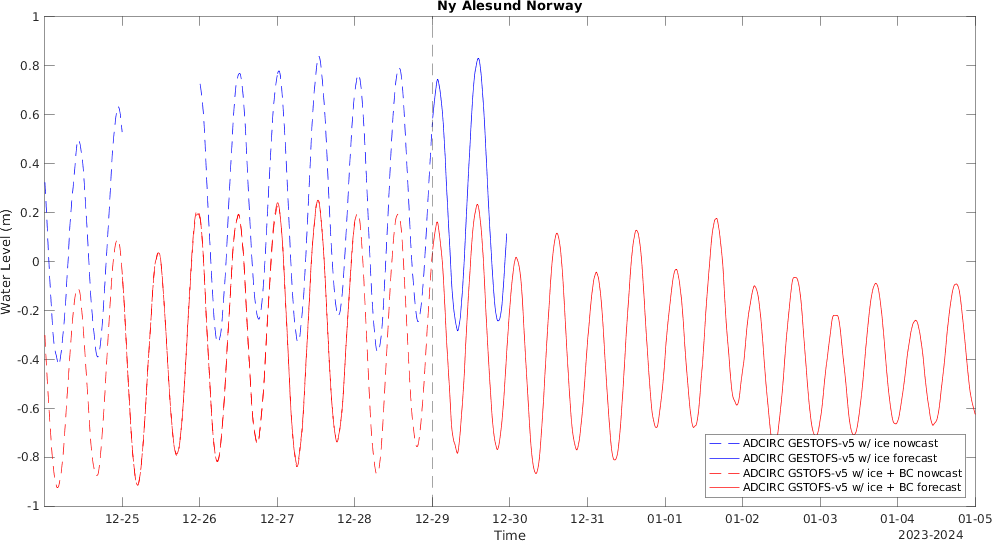 Ny Alesund Norway
1
0.8
0.6
0.4
0.2
0
-0.2
-0.4
-0.6
-0.8
-1
Water Level (m)
ADCIRC GESTOFS-v5 w/ ice nowcast
ADCIRC GESTOFS-v5 w/ ice forecast
ADCIRC GSTOFS-v5 w/ ice + BC nowcast
ADCIRC GSTOFS-v5 w/ ice + BC forecast
12-25 12-26 12-27 12-28 12-29 12-30 12-31 01-01 01-02 01-03 01-04 01-05
Time
2023-2024